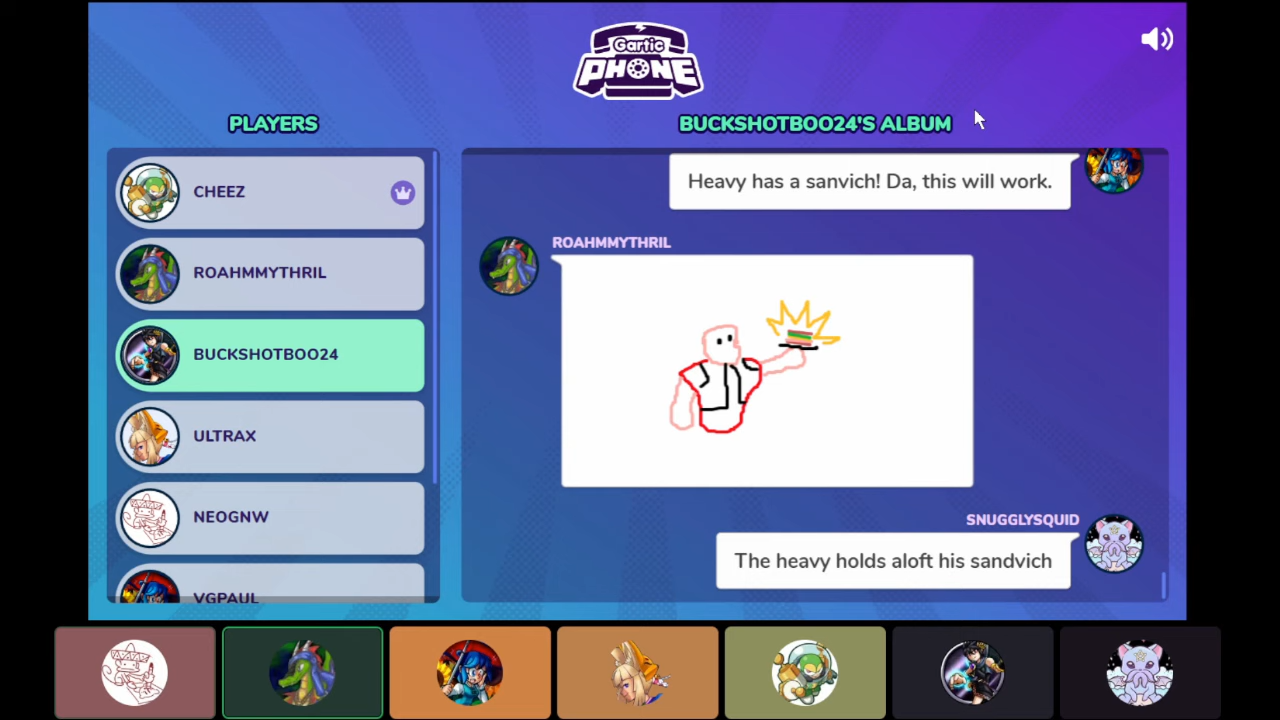 Gartic
PHONE
PLAYERS
BUCKSHOTBOO24'S ALBUM
CHEEZ
ROAHMMYTHRIL
BUCKSHOTBOO24
ULTRAX
NEOGNW
VGPAUL
Heavy has a sanvich! Da, this will work.
ROAHMMYTHRIL
SNUGGLYSQUID
The heavy holds aloft his sandvich